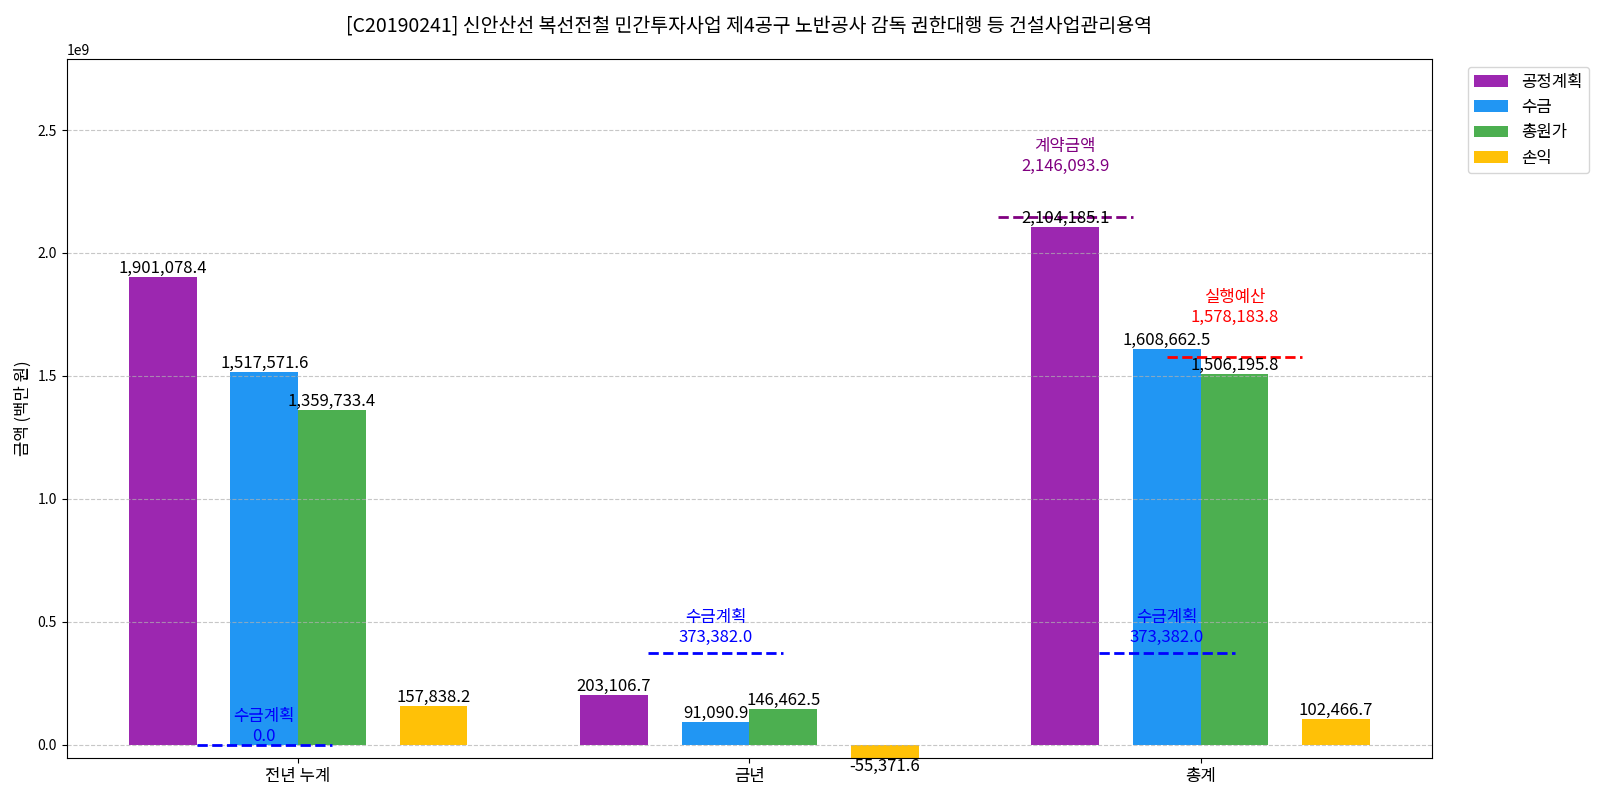 [C20190241] 신안산선 복선전철 민간투자사업 제4공구 노반공사 감독 권한대행 등 건설사업관리용역
1e9
공정계획
수금
총원가
손익
금액 (백만 원)
2.5
2.0
1.5
1.0
0.5
0.0
1,901,078.4
1,517,571.6
1,359,733.4
157,838.2
수금계획
0.0
203,106.7
91,090.9
146,462.5
-55,371.6
수금계획
373,382.0
계약금액
2,146,093.9
2,104,185.1
실행예산
1,578,183.8
1,608,662.5
1,506,195.8
수금계획
373,382.0
102,466.7
전년 누계
금년
총계